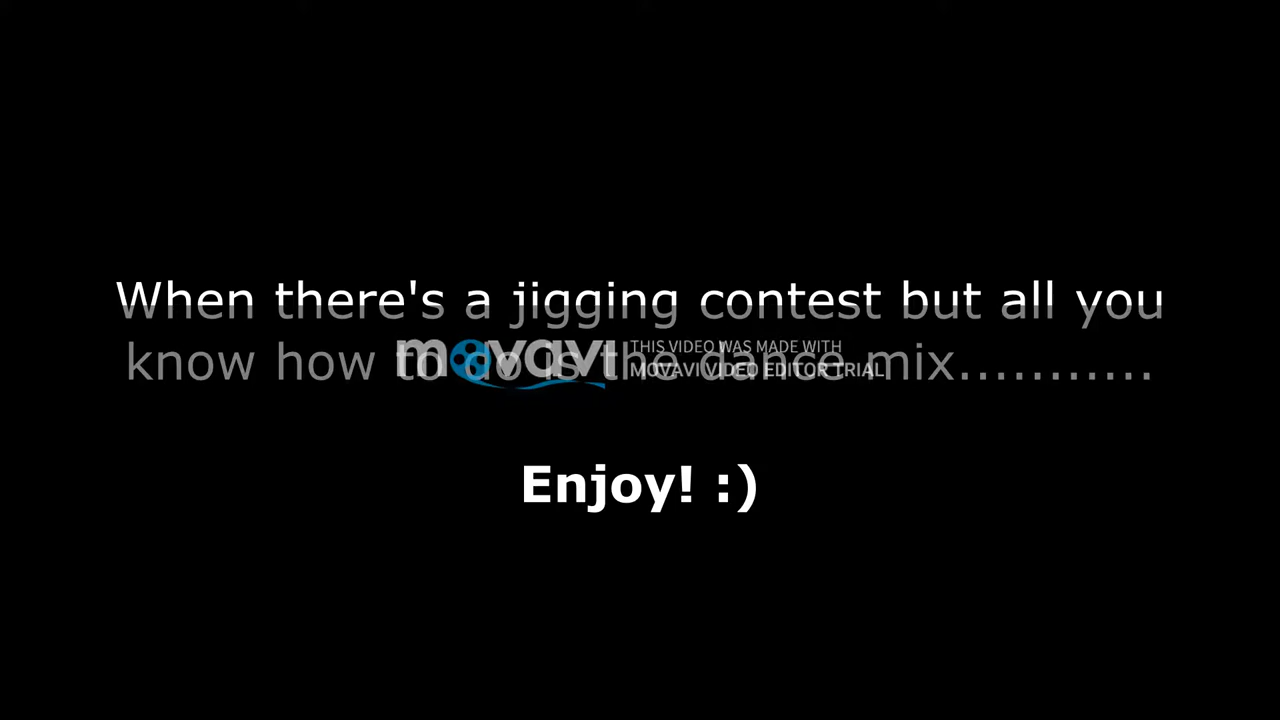 When there's a jigging contest but all you
know how to do is the dance mix...........
movavi
THIS VIDEO WAS MADE WITH
MOVAVI VIDEO EDITOR TRIAL
Enjoy! :)